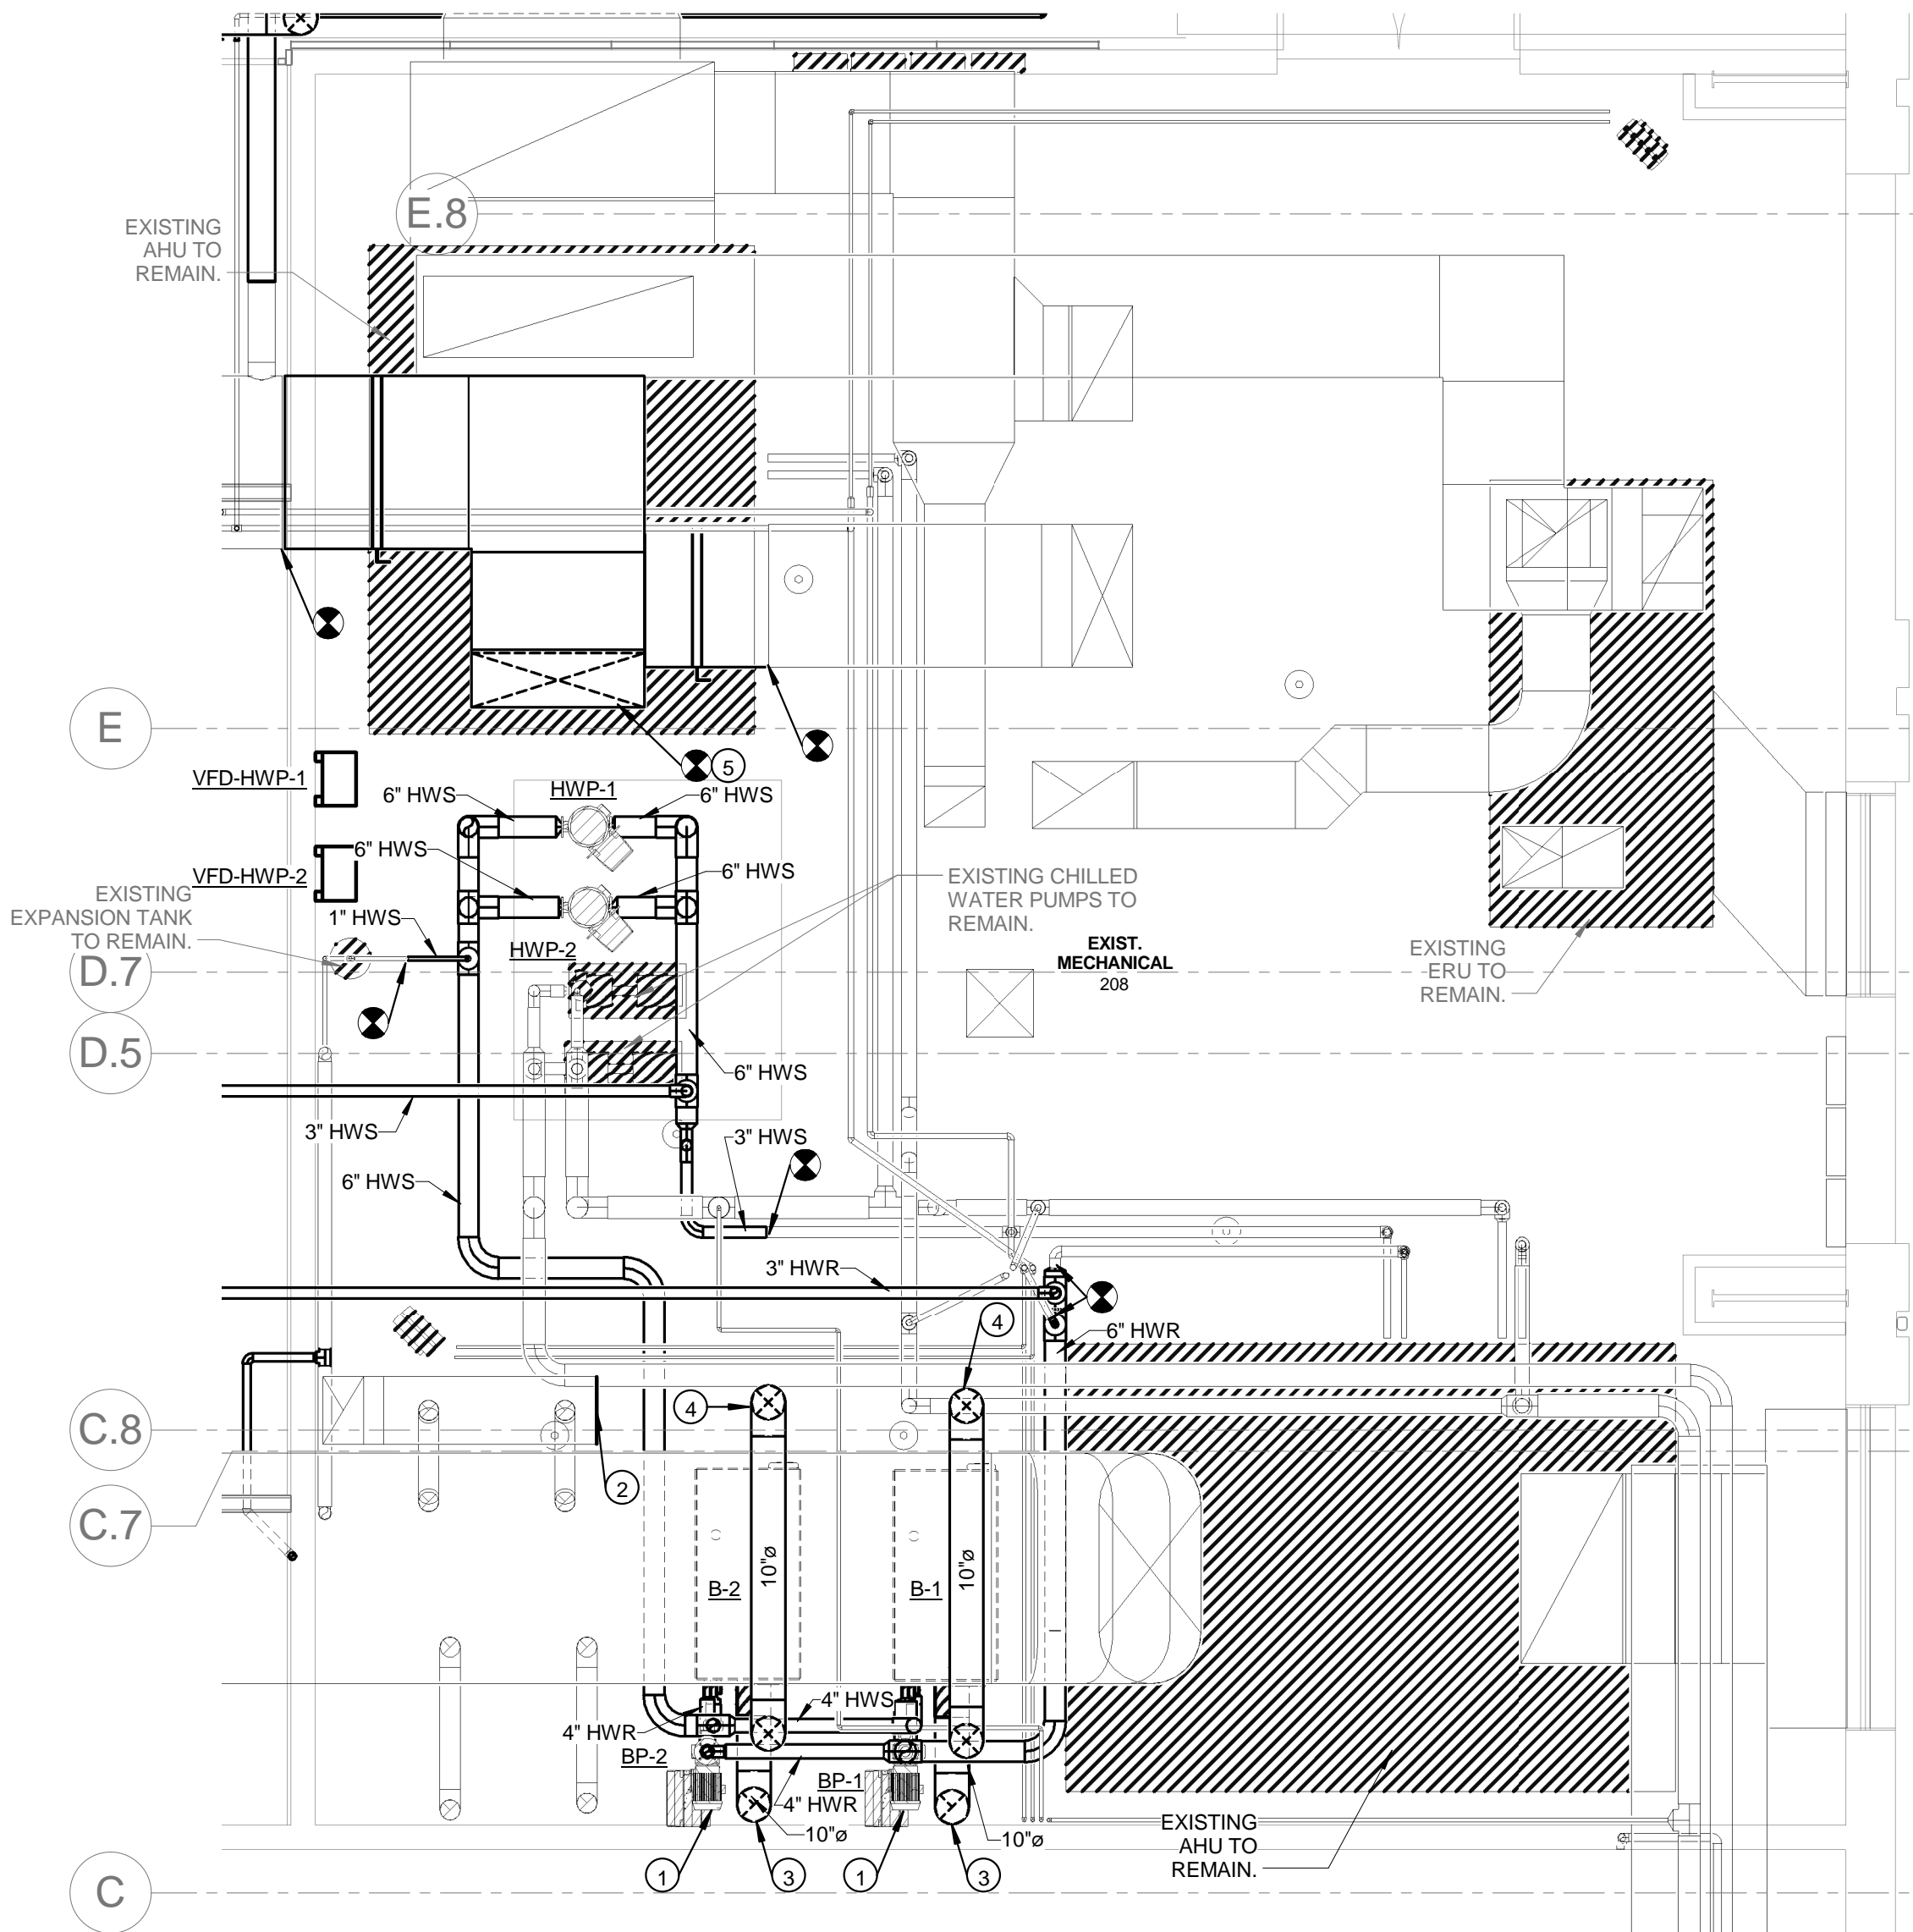 E.8
EXISTING
AHU TO
REMAIN.
E
5
VFD-HWP-1
HWP-1
6" HWS
6" HWS
VFD-HWP-2
6" HWS
6" HWS
EXISTING
EXPANSION TANK
TO REMAIN.
1" HWS
HWP-2
EXISTING CHILLED
WATER PUMPS TO
REMAIN.
EXIST.
MECHANICAL
208
EXISTING
ERU TO
REMAIN.
D.7
D.5
6" HWS
3" HWS
3" HWS
6" HWS
3" HWR
4
6" HWR
4
C.8
2
C.7
10"ø
10"ø
B-2
B-1
4" HWS
4" HWR
BP-2
BP-1
4" HWR
10"ø
10"ø
EXISTING
AHU TO
REMAIN.
1
3
1
3
C